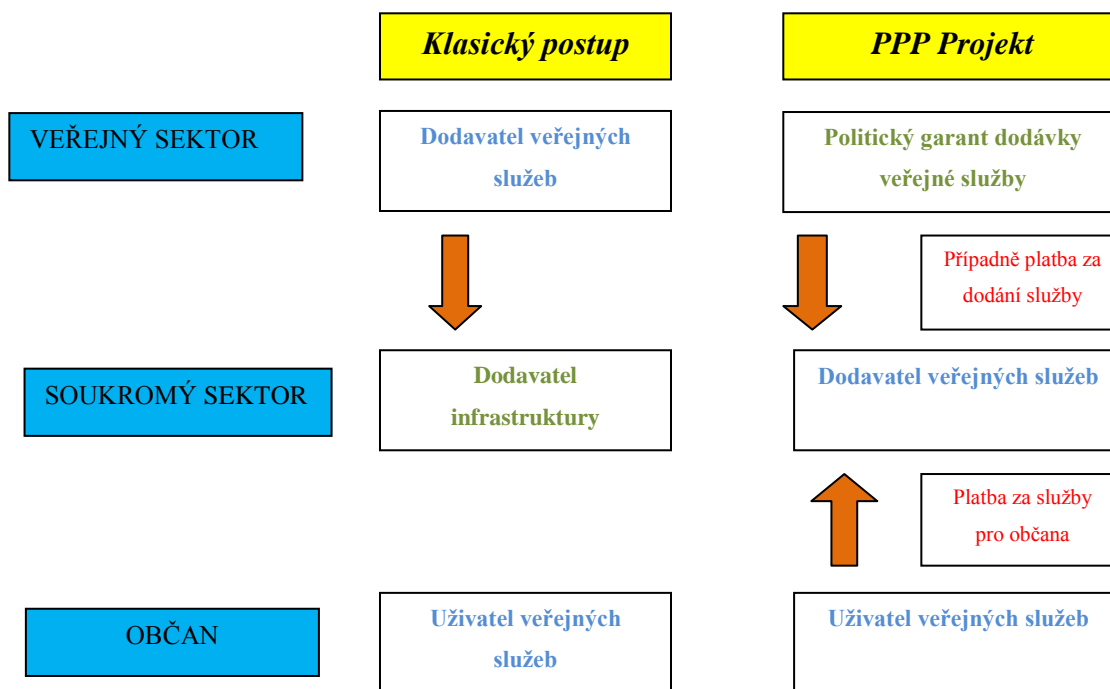 Klasický postup
PPP Projekt
VEŘEJNÝ SEKTOR
Dodavatel veřejných
služeb
Politický garant dodávky
veřejné služby
Případně platba za
dodání služby
SOUKROMÝ SEKTOR
Dodavatel
infrastruktury
Dodavatel veřejných služeb
Platba za služby
pro občana
OBČAN
Uživatel veřejných
služeb
Uživatel veřejných služeb